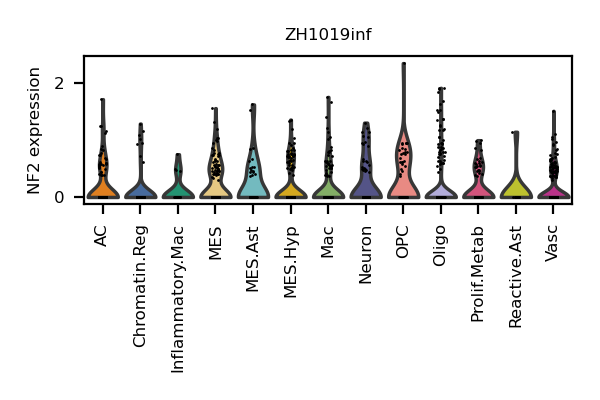 ZH1019inf
NF2 expression
2
0
AC
Chromatin.Reg
Inflammatory.Mac
MES
MES.Ast
MES.Hyp
Mac
Neuron
OPC
Oligo
Prolif.Metab
Reactive.Ast
Vasc